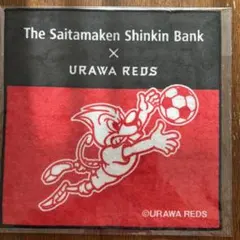 The Saitamaken Shinkin Bank
×
URAWA REDS
©URAWA REDS